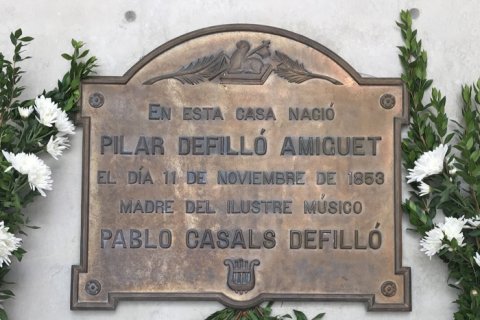 EN ESTA CASA NACIÓ
PILAR DEFILLÓ AMIGUET
EL DÍA 11 DE NOVIEMBRE DE 1853
MADRE DEL ILUSTRE MÚSICO
PABLO CASALS DEFILLÓ